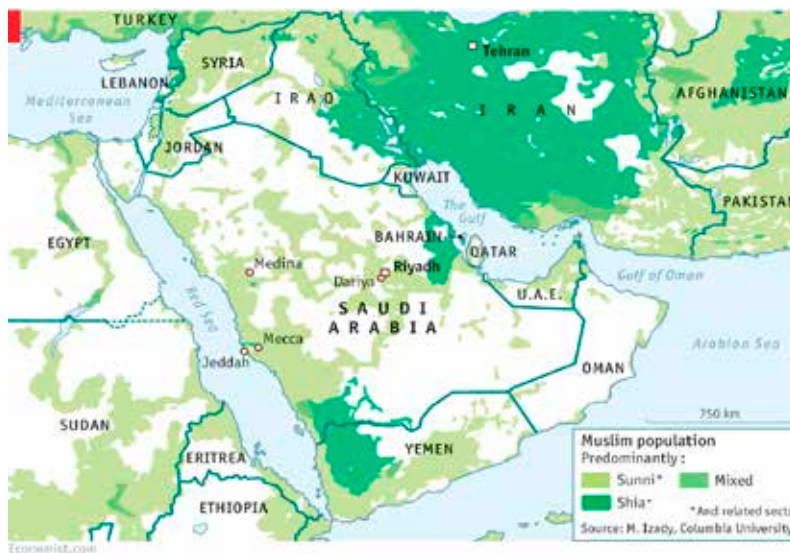 TURKEY
Tehran
SYRIA
LEBANON
Mediterranean
Sea
IRAQ
IRAN
AFGHANISTAN
JORDAN
KUWAIT
PAKISTAN
The
Gulf
BAHRAIN
QATAR
EGYPT
Medina
Riyadh
Dariya
Gulf of Oman
U.A.E.
SAUDI
ARABIA
Red Sea
Mecca
Jeddah
Arabian Sea
OMAN
SUDAN
750 km
YEMEN
ERITREA
ETHIOPIA
Muslim population
Predominantly:
Sunni* Mixed
Shia*
*And related sects
Source: M. Izady, Columbia University
Economist.com